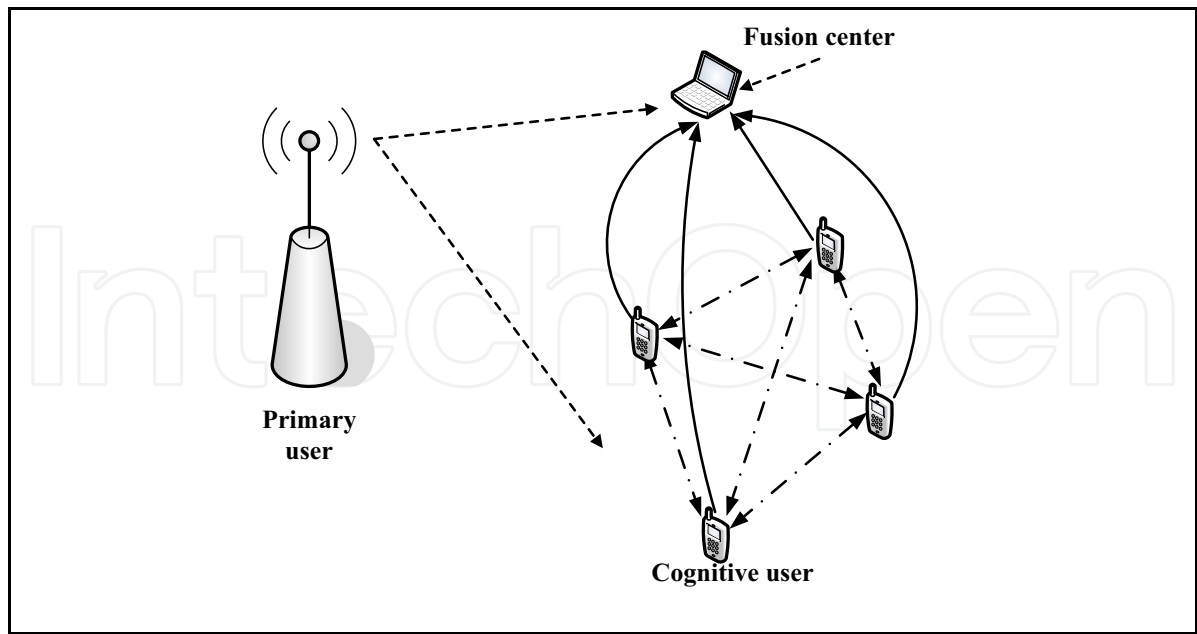 Fusion center
IntechOpen
Primary
user
Cognitive user